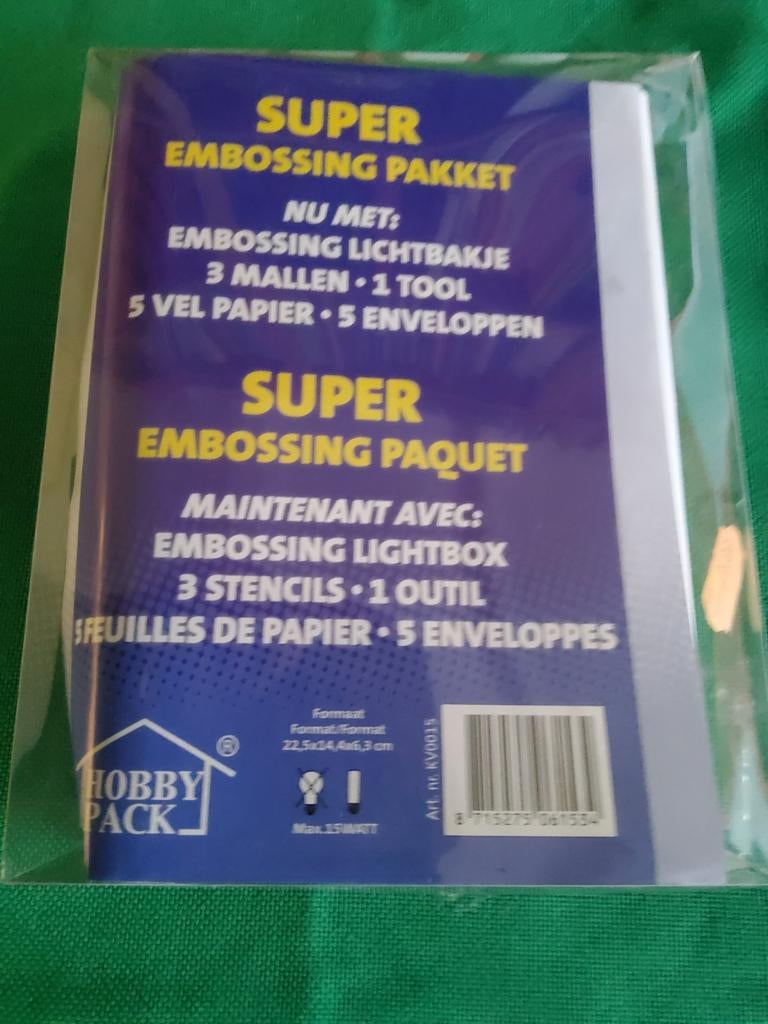 SUPER
EMBOSSING PAKKET
NU MET:
EMBOSSING LICHTBAKJE
3 MALLEN • 1 TOOL
5 VEL PAPIER • 5 ENVELOPPEN
SUPER
EMBOSSING PAQUET
MAINTENANT AVEC:
EMBOSSING LIGHTBOX
3 STENCILS • 1 OUTIL
5 FEUILLES DE PAPIER • 5 ENVELOPPES
HOBBY
PACK
®
Formaat
Format/Format
22,5x14,4x6,3 cm
Max. 15WATT
Art. nr. KV0015
8 715275 061534